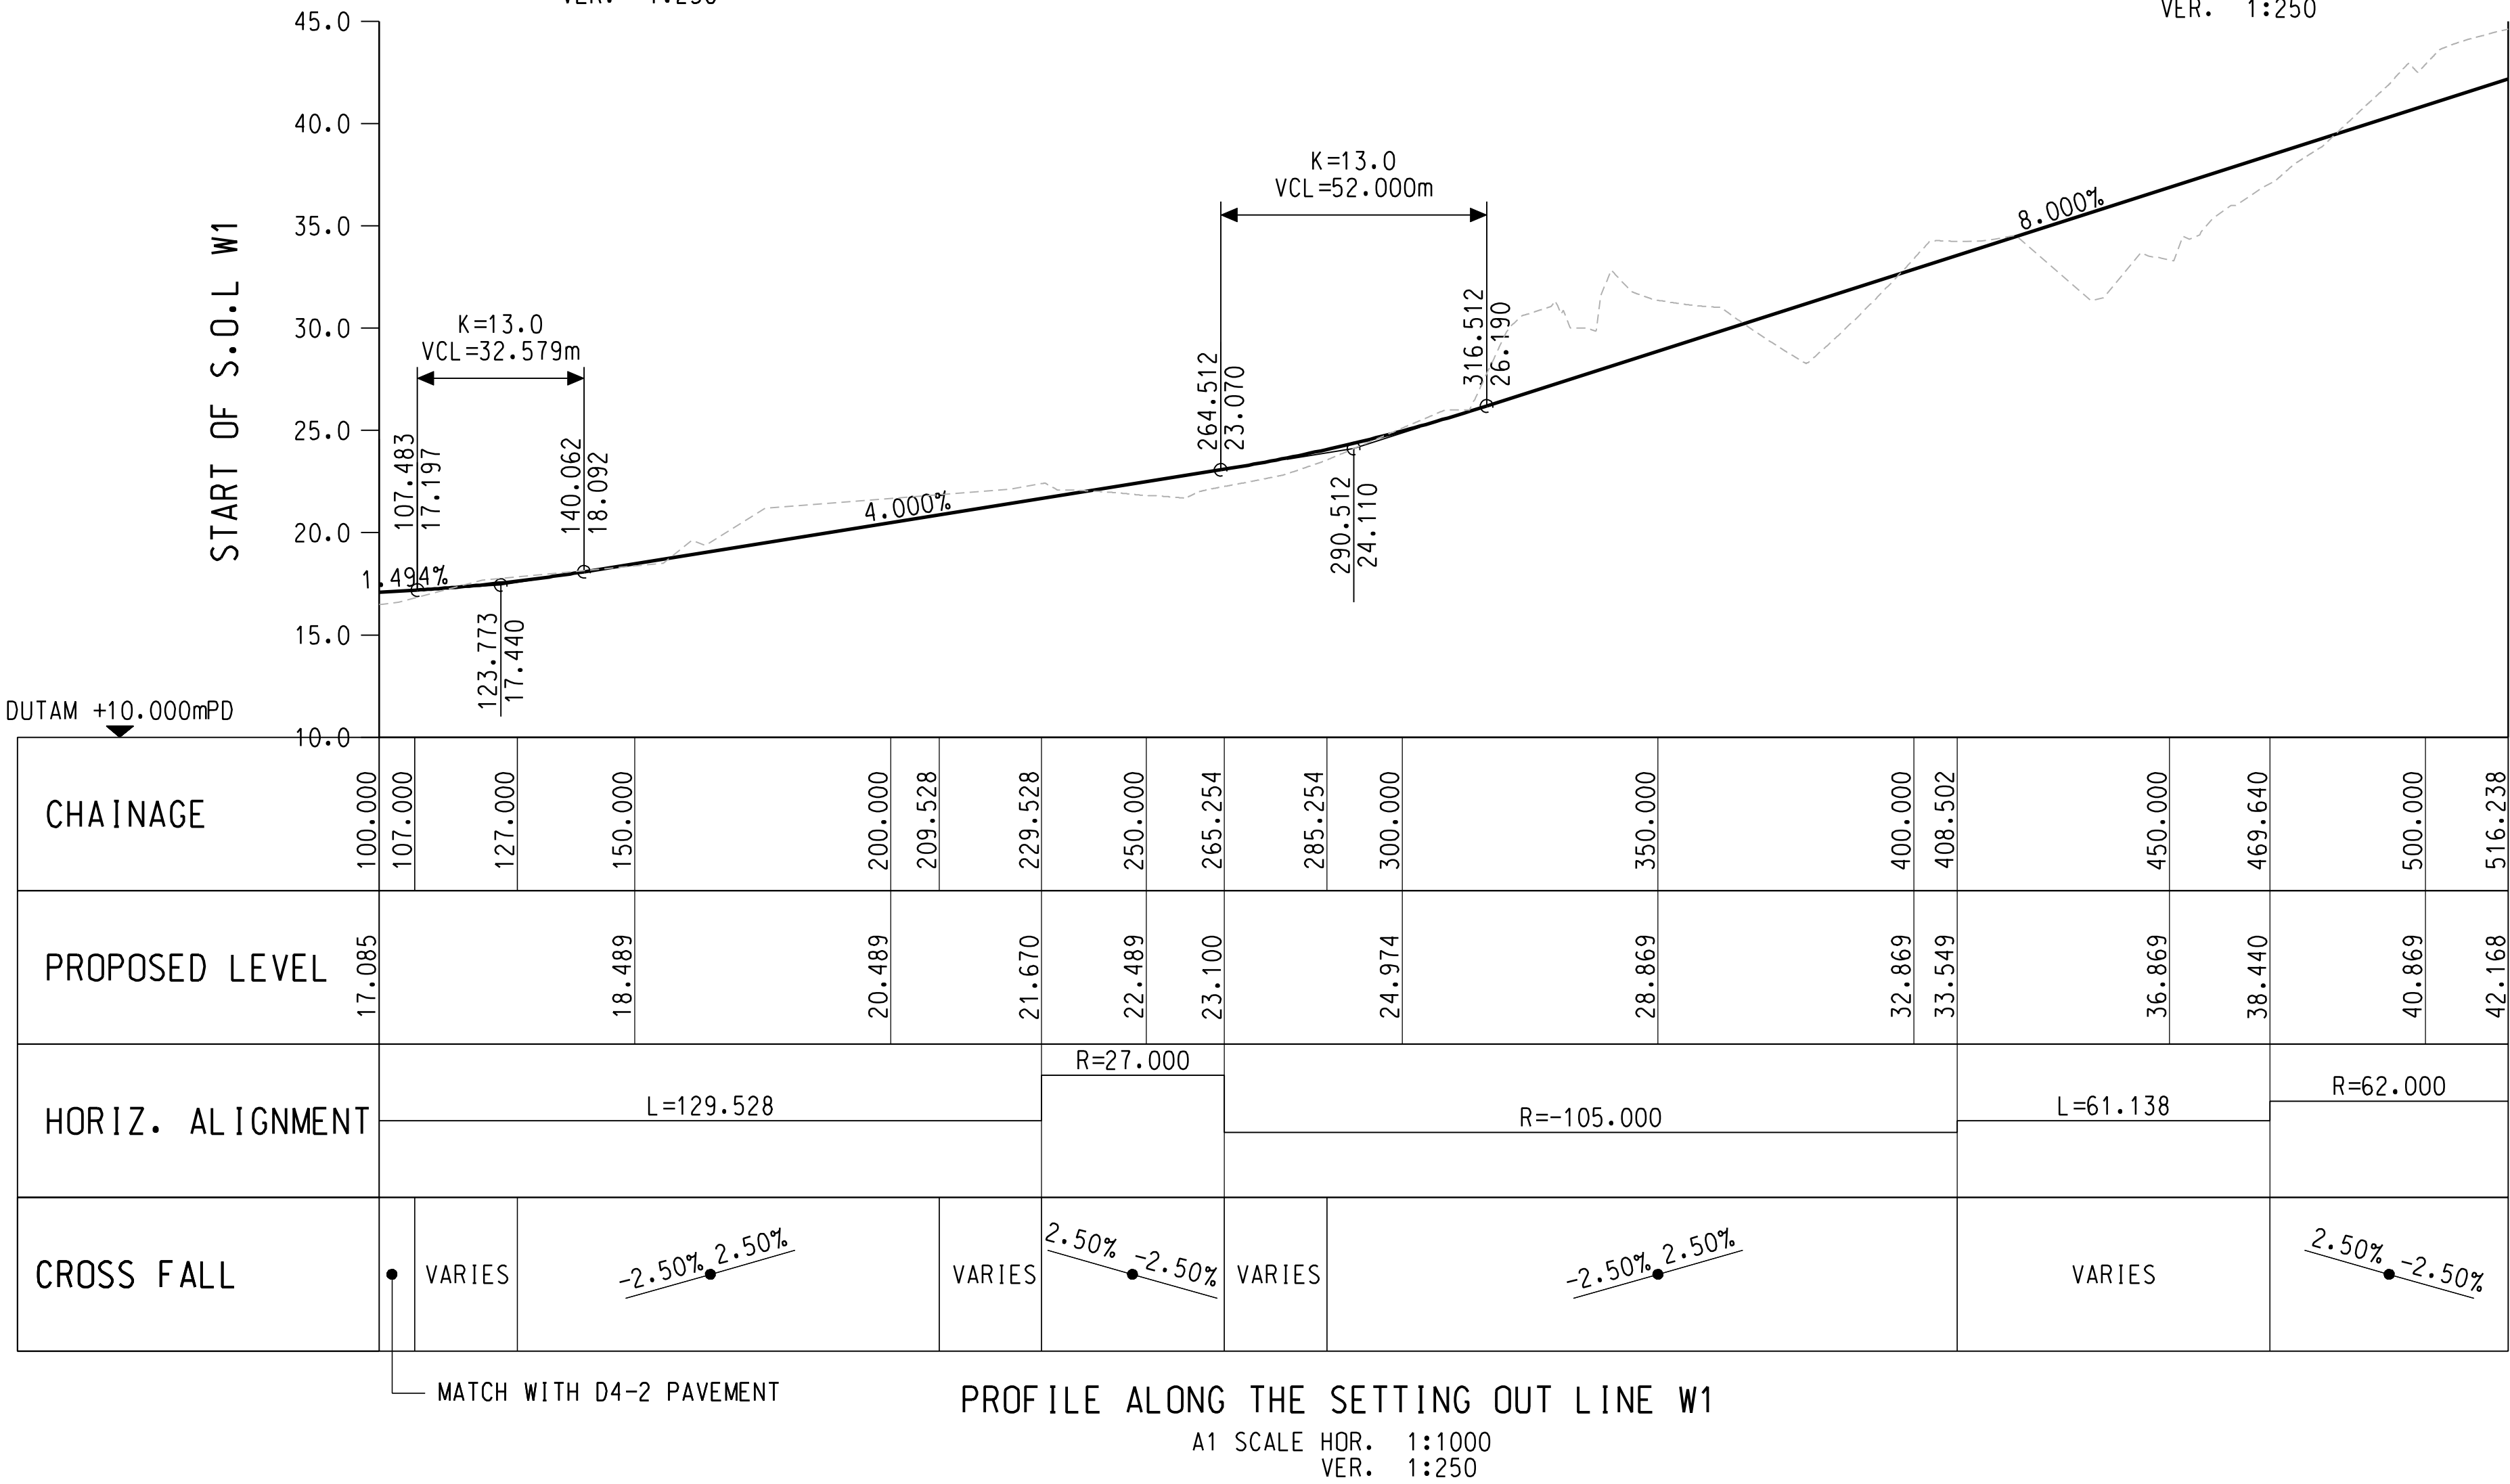 VER. 1:250
45.0
40.0
35.0
30.0
25.0
20.0
15.0
10.0
START OF S.O.L W1
DUTAM +10.000mPD
K=13.0
VCL=32.579m
K=13.0
VCL=52.000m
107.483
17.197
140.062
18.092
264.512
23.070
316.512
26.190
123.773
17.440
290.512
24.110
1.494%
4.000%
8.000%
CHAINAGE
100.000
107.000
127.000
150.000
200.000
209.528
229.528
250.000
265.254
285.254
300.000
350.000
400.000
408.502
450.000
469.640
500.000
516.238
PROPOSED LEVEL
17.085
18.489
20.489
21.670
22.489
23.100
24.974
28.869
32.869
33.549
36.869
38.440
40.869
42.168
HORIZ. ALIGNMENT
L=129.528
R=27.000
R=-105.000
L=61.138
R=62.000
CROSS FALL
VARIES
-2.50% 2.50%
VARIES
2.50% -2.50%
VARIES
-2.50% 2.50%
VARIES
2.50% -2.50%
MATCH WITH D4-2 PAVEMENT
PROFILE ALONG THE SETTING OUT LINE W1
A1 SCALE HOR. 1:1000
VER. 1:250